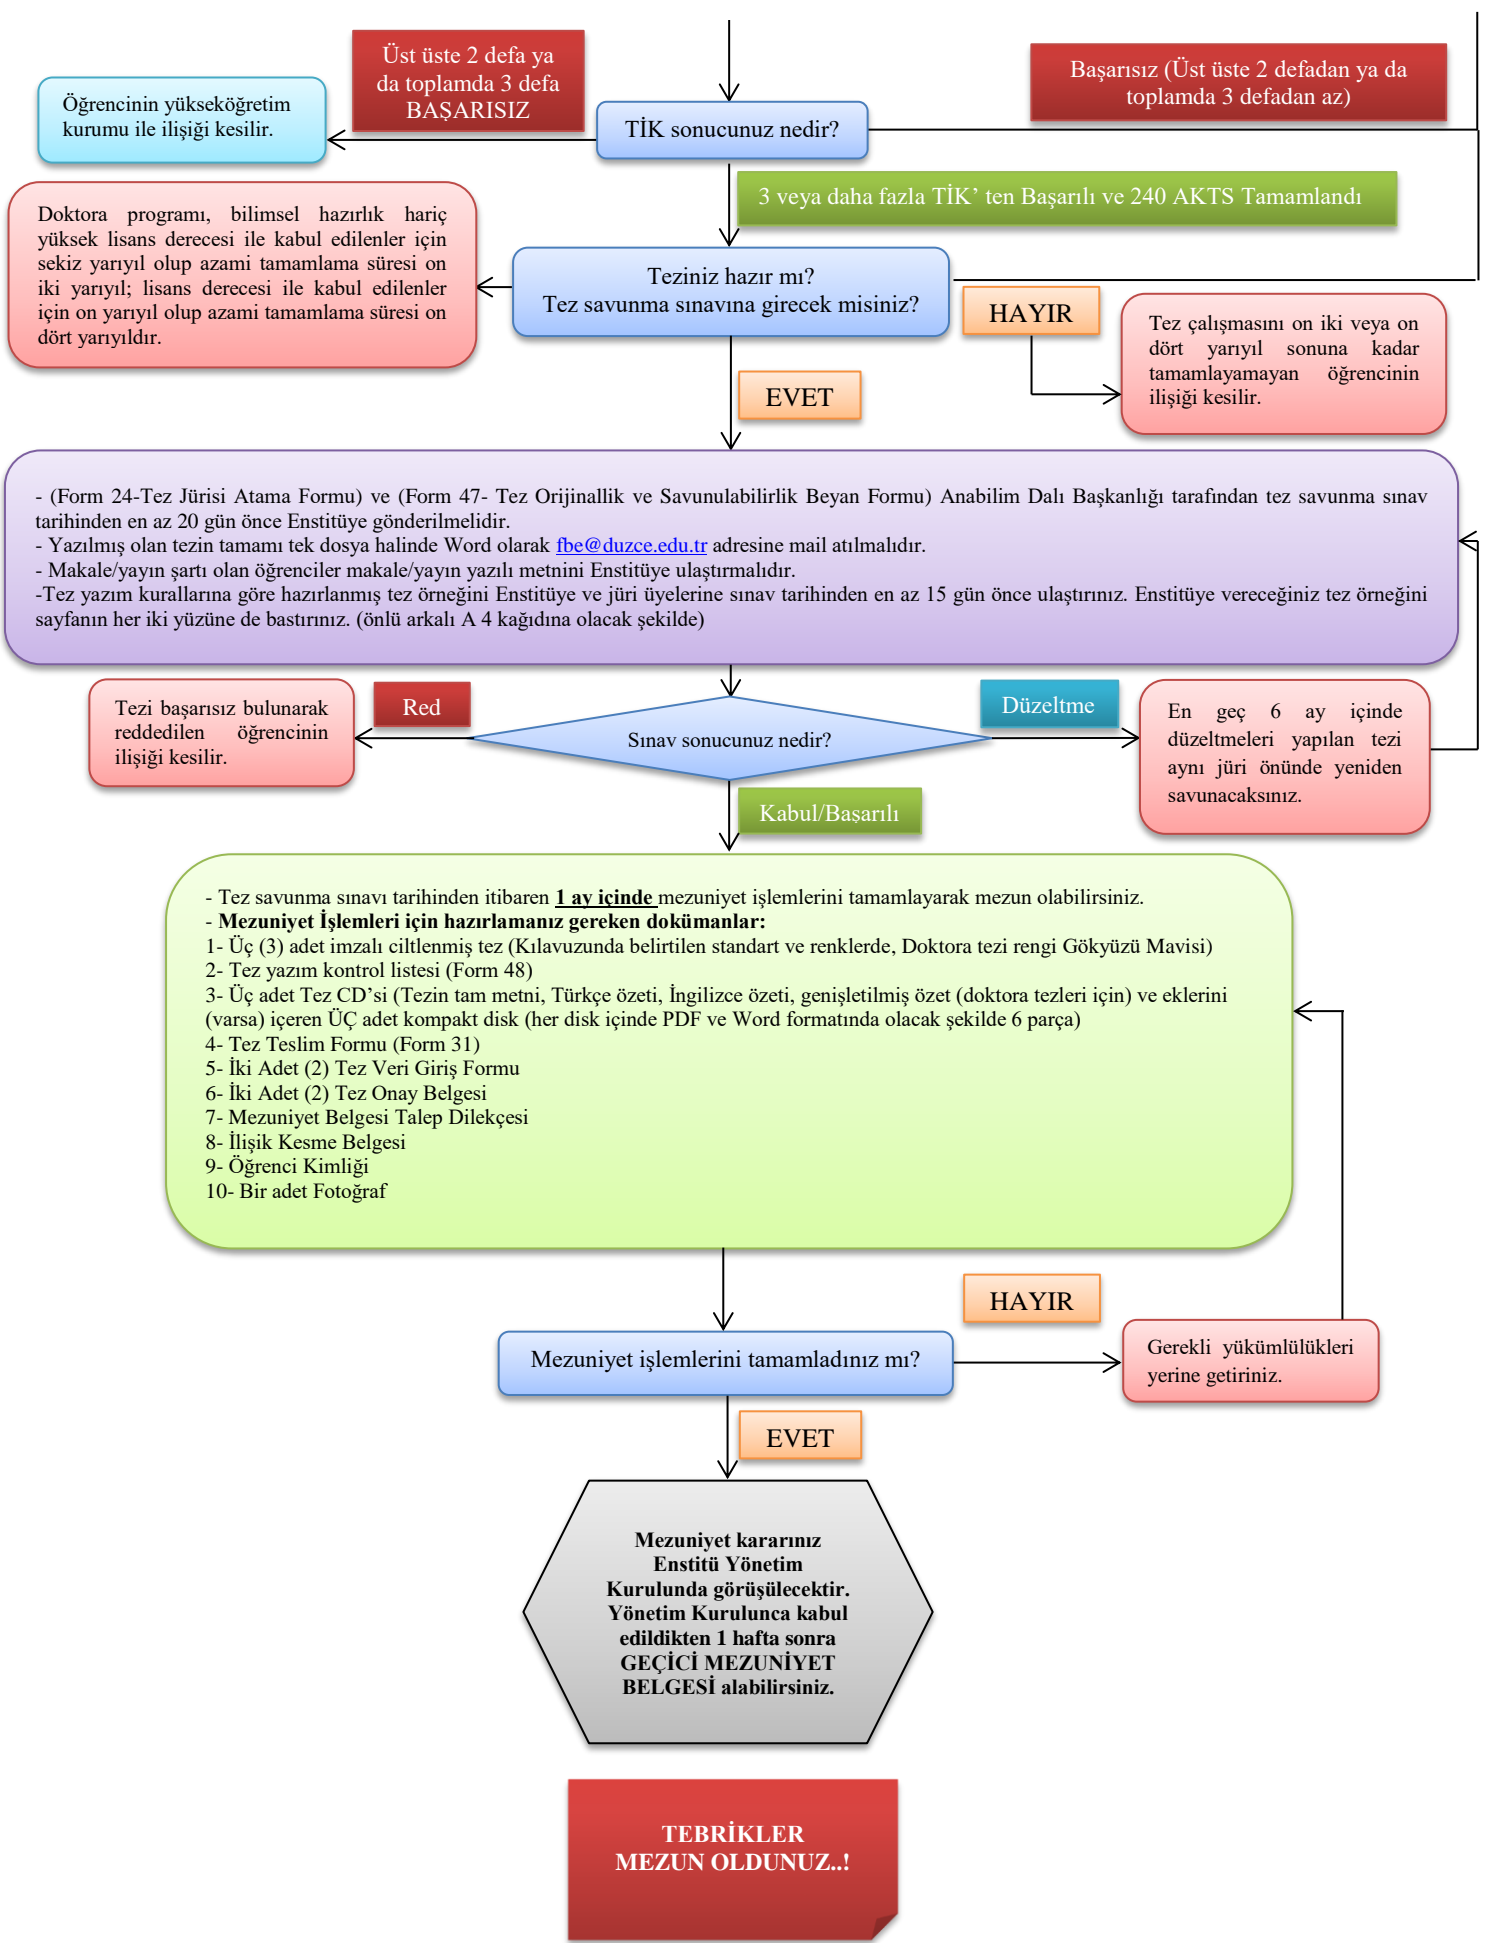 Üst üste 2 defa ya
da toplamda 3 defa
BAŞARISIZ
Başarısız (Üst üste 2 defadan ya da
toplamda 3 defadan az)
Öğrencinin yükseköğretim
kurumu ile ilişiği kesilir.
TİK sonucunuz nedir?
3 veya daha fazla TİK’ ten Başarılı ve 240 AKTS Tamamlandı
Doktora programı, bilimsel hazırlık hariç
yüksek lisans derecesi ile kabul edilenler için
sekiz yarıyıl olup azami tamamlama süresi on
iki yarıyıl; lisans derecesi ile kabul edilenler
için on yarıyıl olup azami tamamlama süresi on
dört yarıyıldır.
Teziniz hazır mı?
Tez savunma sınavına girecek misiniz?
HAYIR
Tez çalışmasını on iki veya on
dört yarıyıl sonuna kadar
tamamlayamayan öğrencinin
ilişiği kesilir.
EVET
- (Form 24-Tez Jürisi Atama Formu) ve (Form 47- Tez Orijinallik ve Savunulabilirlik Beyan Formu) Anabilim Dalı Başkanlığı tarafından tez savunma sınav
tarihinden en az 20 gün önce Enstitüye gönderilmelidir.
- Yazılmış olan tezin tamamı tek dosya halinde Word olarak fbe@duzce.edu.tr adresine mail atılmalıdır.
- Makale/yayın şartı olan öğrenciler makale/yayın yazılı metnini Enstitüye ulaştırmalıdır.
-Tez yazım kurallarına göre hazırlanmış tez örneğini Enstitüye ve jüri üyelerine sınav tarihinden en az 15 gün önce ulaştırınız. Enstitüye vereceğiniz tez örneğini
sayfanın her iki yüzüne de bastırınız. (önlü arkalı A 4 kağıdına olacak şekilde)
Tezi başarısız bulunarak
reddedilen öğrencinin
ilişiği kesilir.
Red
Sınav sonucunuz nedir?
Düzeltme
En geç 6 ay içinde
düzeltmeleri yapılan tezi
aynı jüri önünde yeniden
savunacaksınız.
Kabul/Başarılı
- Tez savunma sınavı tarihinden itibaren 1 ay içinde mezuniyet işlemlerini tamamlayarak mezun olabilirsiniz.
- Mezuniyet İşlemleri için hazırlamanız gereken dokümanlar:
1- Üç (3) adet imzalı ciltlenmiş tez (Kılavuzunda belirtilen standart ve renklerde, Doktora tezi rengi Gökyüzü Mavisi)
2- Tez yazım kontrol listesi (Form 48)
3- Üç adet Tez CD’si (Tezin tam metni, Türkçe özeti, İngilizce özeti, genişletilmiş özet (doktora tezleri için) ve eklerini
(varsa) içeren ÜÇ adet kompakt disk (her disk içinde PDF ve Word formatında olacak şekilde 6 parça)
4- Tez Teslim Formu (Form 31)
5- İki Adet (2) Tez Veri Giriş Formu
6- İki Adet (2) Tez Onay Belgesi
7- Mezuniyet Belgesi Talep Dilekçesi
8- İlişik Kesme Belgesi
9- Öğrenci Kimliği
10- Bir adet Fotoğraf
HAYIR
Mezuniyet işlemlerini tamamladınız mı?
Gerekli yükümlülükleri
yerine getiriniz.
EVET
Mezuniyet kararınız
Enstitü Yönetim
Kurulunda görüşülecektir.
Yönetim Kurulunca kabul
edildikten 1 hafta sonra
GEÇİCİ MEZUNİYET
BELGESİ alabilirsiniz.
TEBRİKLER
MEZUN OLDUNUZ..!